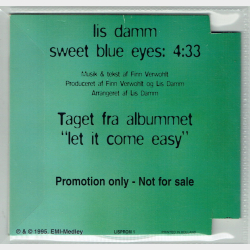 lis damm
sweet blue eyes: 4:33
Musik & tekst af Finn Verwohlt
Produceret af Finn Verwohlt og Lis Damm
Arrangeret af Lis Damm
Taget fra albummet
"let it come easy"
Promotion only - Not for sale
℗ & © 1995. EMI-Medley
LISPROM 1